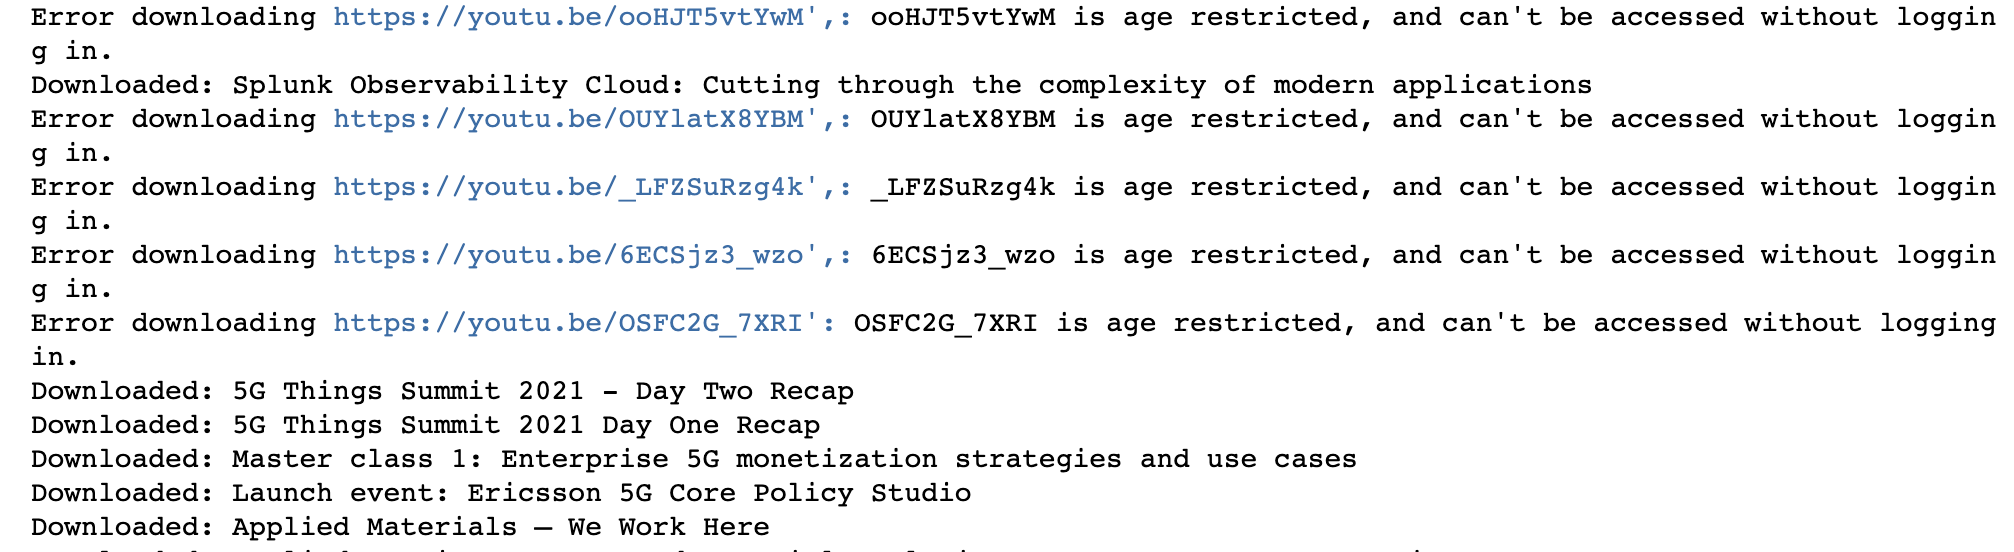 Error downloading https://youtu.be/ooHJT5vtYwM',: ooHJT5vtYwM is age restricted, and can't be accessed without loggin
g in.
Downloaded: Splunk Observability Cloud: Cutting through the complexity of modern applications
Error downloading https://youtu.be/OUYlatX8YBM',: OUYlatX8YBM is age restricted, and can't be accessed without loggin
g in.
Error downloading https://youtu.be/_LFZSuRzg4k',: _LFZSuRzg4k is age restricted, and can't be accessed without loggin
g in.
Error downloading https://youtu.be/6ECSjz3_wzo',: 6ECSjz3_wzo is age restricted, and can't be accessed without loggin
g in.
Error downloading https://youtu.be/OSFC2G_7XRI': OSFC2G_7XRI is age restricted, and can't be accessed without logging
in.
Downloaded: 5G Things Summit 2021 - Day Two Recap
Downloaded: 5G Things Summit 2021 Day One Recap
Downloaded: Master class 1: Enterprise 5G monetization strategies and use cases
Downloaded: Launch event: Ericsson 5G Core Policy Studio
Downloaded: Applied Materials – We Work Here